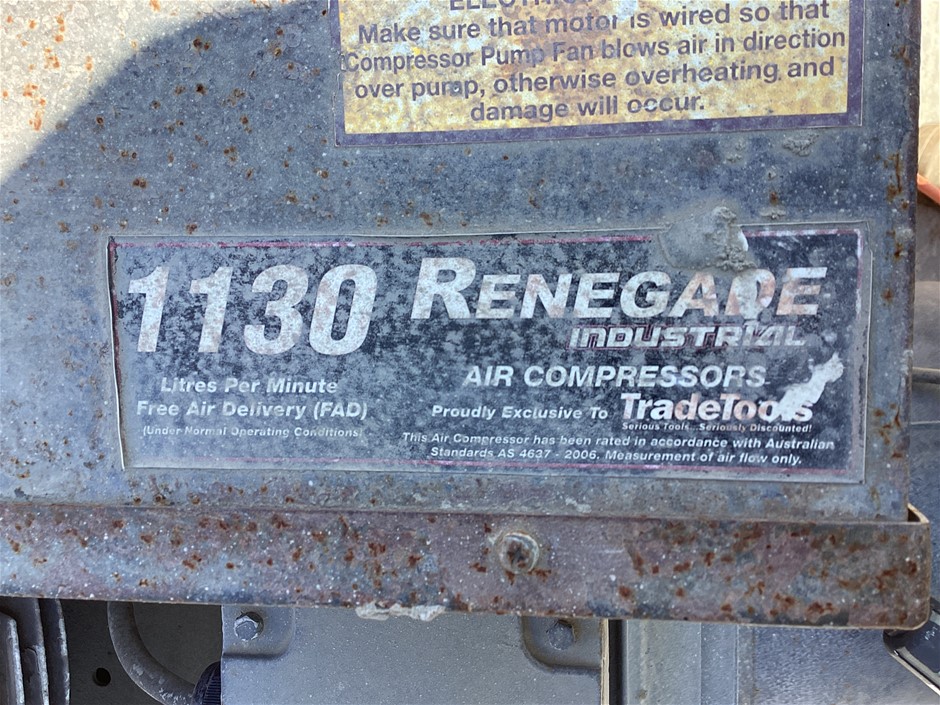 ELECTRIC
Make sure that motor is wired so that
Compressor Pump Fan blows air in direction
over pump, otherwise overheating and
damage will occur.
1130
Litres Per Minute
Free Air Delivery (FAD)
(Under Normal Operating Conditions)
RENEGADE
INDUSTRIAL
AIR COMPRESSORS
Proudly Exclusive To TradeTools
Serious Tools...Seriously Discounted!
This Air Compressor has been rated in accordance with Australian
Standards AS 4637 - 2006. Measurement of air flow only.